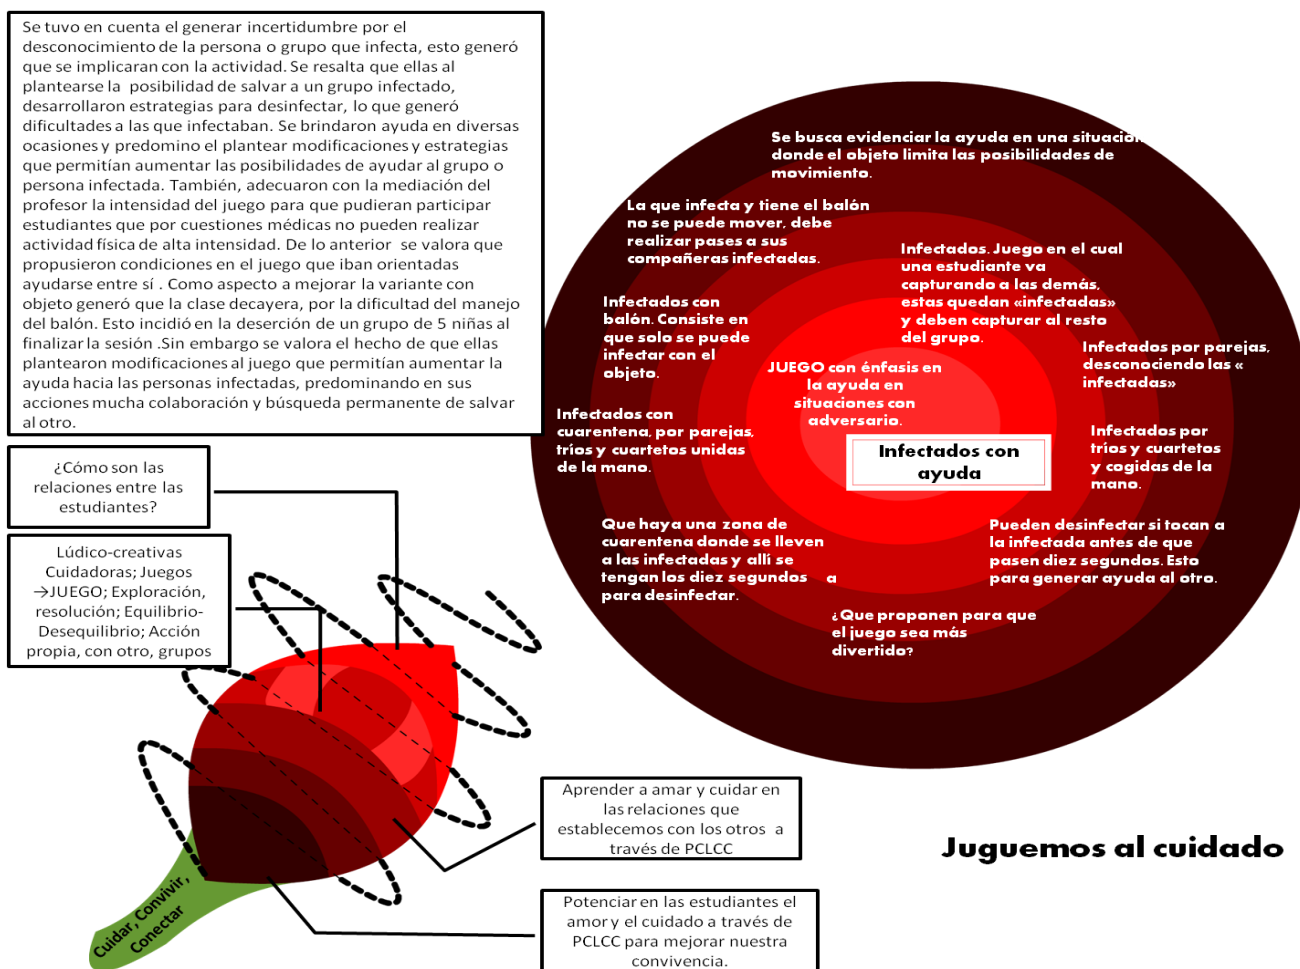 Se tuvo en cuenta el generar incertidumbre por el
desconocimiento de la persona o grupo que infecta, esto generó
que se implicaran con la actividad. Se resalta que ellas al
plantearse la posibilidad de salvar a un grupo infectado,
desarrollaron estrategias para desinfectar, lo que generó
dificultades a las que infectaban. Se brindaron ayuda en diversas
ocasiones y predomino el plantear modificaciones y estrategias
que permitían aumentar las posibilidades de ayudar al grupo o
persona infectada. También, adecuaron con la mediación del
profesor la intensidad del juego para que pudieran participar
estudiantes que por cuestiones médicas no pueden realizar
actividad física de alta intensidad. De lo anterior se valora que
propusieron condiciones en el juego que iban orientadas
ayudarse entre sí . Como aspecto a mejorar la variante con
objeto generó que la clase decayera, por la dificultad del manejo
del balón. Esto incidió en la deserción de un grupo de 5 niñas al
finalizar la sesión .Sin embargo se valora el hecho de que ellas
plantearon modificaciones al juego que permitían aumentar la
ayuda hacia las personas infectadas, predominando en sus
acciones mucha colaboración y búsqueda permanente de salvar
al otro.
Se busca evidenciar la ayuda en una situación
donde el objeto limita las posibilidades de
movimiento.
La que infecta y tiene el balón
no se puede mover, debe
realizar pases a sus
compañeras infectadas.
Infectados. Juego en el cual
una estudiante va
capturando a las demás,
estas quedan «infectadas»
y deben capturar al resto
del grupo.
Infectados con
balón. Consiste en
que solo se puede
infectar con el
objeto.
Infectados por parejas,
desconociendo las «
infectadas»
JUEGO con énfasis en
la ayuda en
situaciones con
adversario.
Infectados con
cuarentena, por parejas,
tríos y cuartetos unidas
de la mano.
Infectados por
tríos y cuartetos
y cogidas de la
mano.
Infectados con
ayuda
Que haya una zona de
cuarentena donde se lleven
a las infectadas y allí se
tengan los diez segundos a
para desinfectar.
Pueden desinfectar si tocan a
la infectada antes de que
pasen diez segundos. Esto
para generar ayuda al otro.
¿Que proponen para que
el juego sea más
divertido?
¿Cómo son las
relaciones entre las
estudiantes?
Lúdico-creativas
Cuidadoras; Juegos
→JUEGO; Exploración,
resolución; Equilibrio-
Desequilibrio; Acción
propia, con otro, grupos
Aprender a amar y cuidar en
las relaciones que
establecemos con los otros a
través de PCLCC
Juguemos al cuidado
Potenciar en las estudiantes el
amor y el cuidado a través de
PCLCC para mejorar nuestra
convivencia.
Cuidar, Convivir,
Conectar